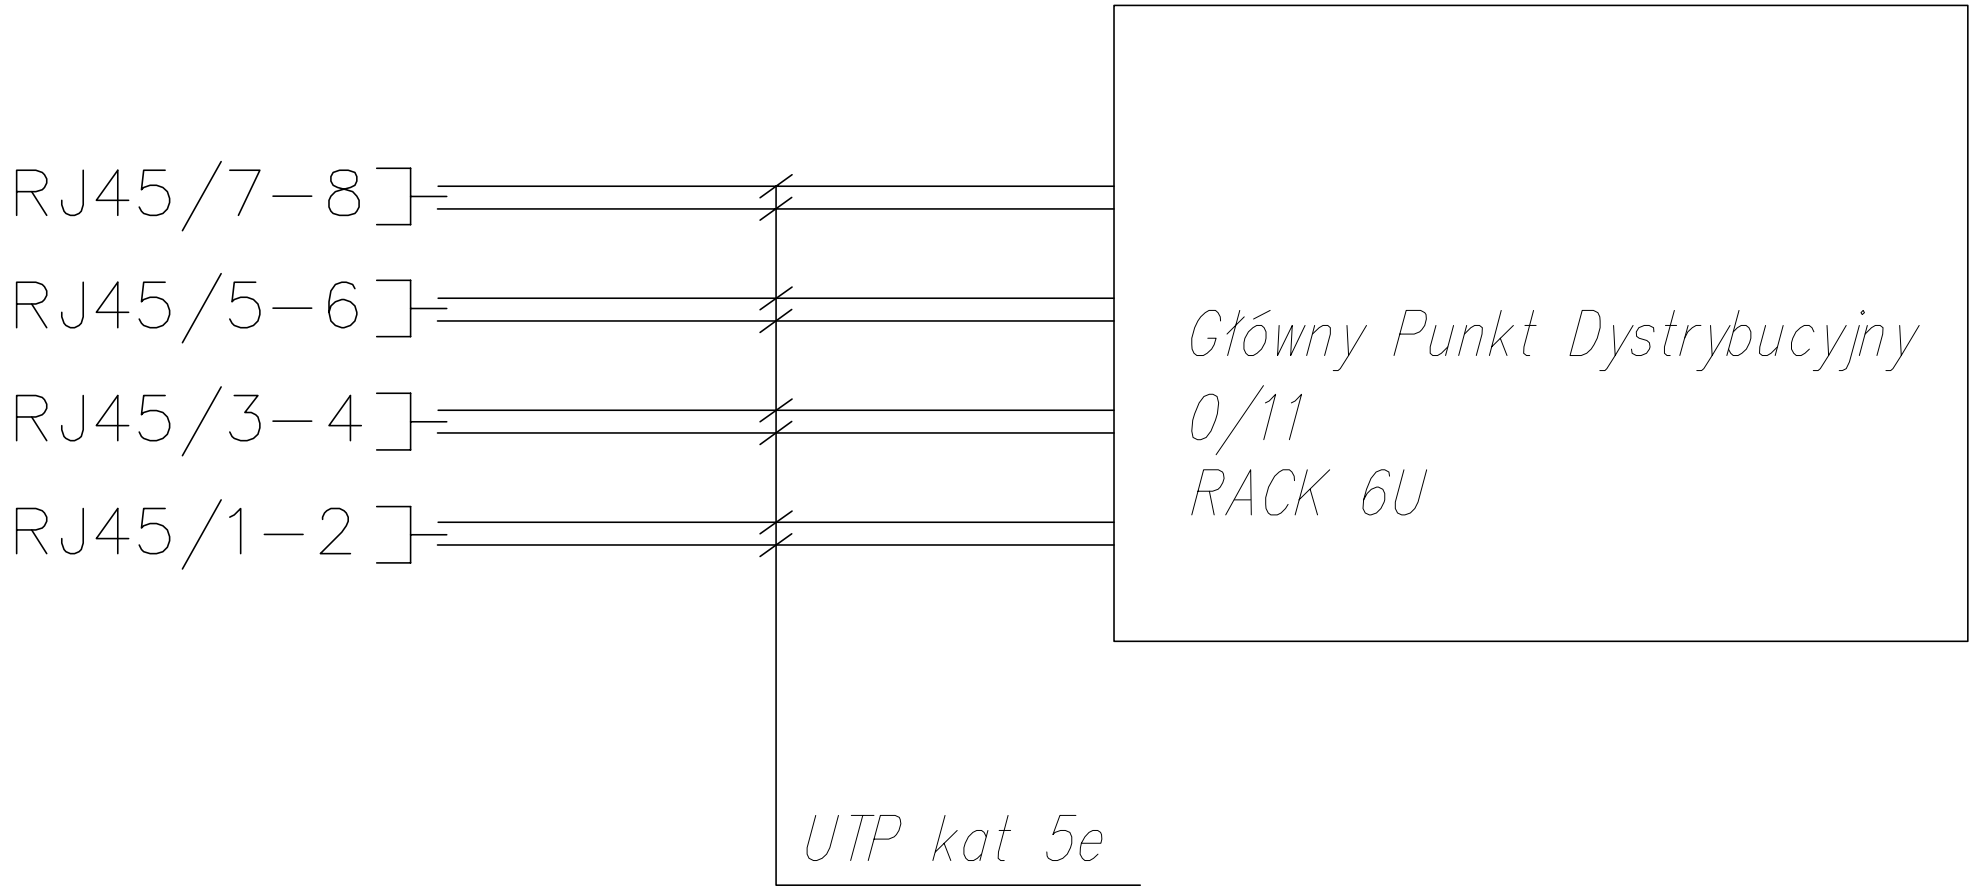 RJ45/7-8
RJ45/5-6
RJ45/3-4
RJ45/1-2
Główny Punkt Dystrybucyjny
0/11
RACK 6U
UTP kat 5e